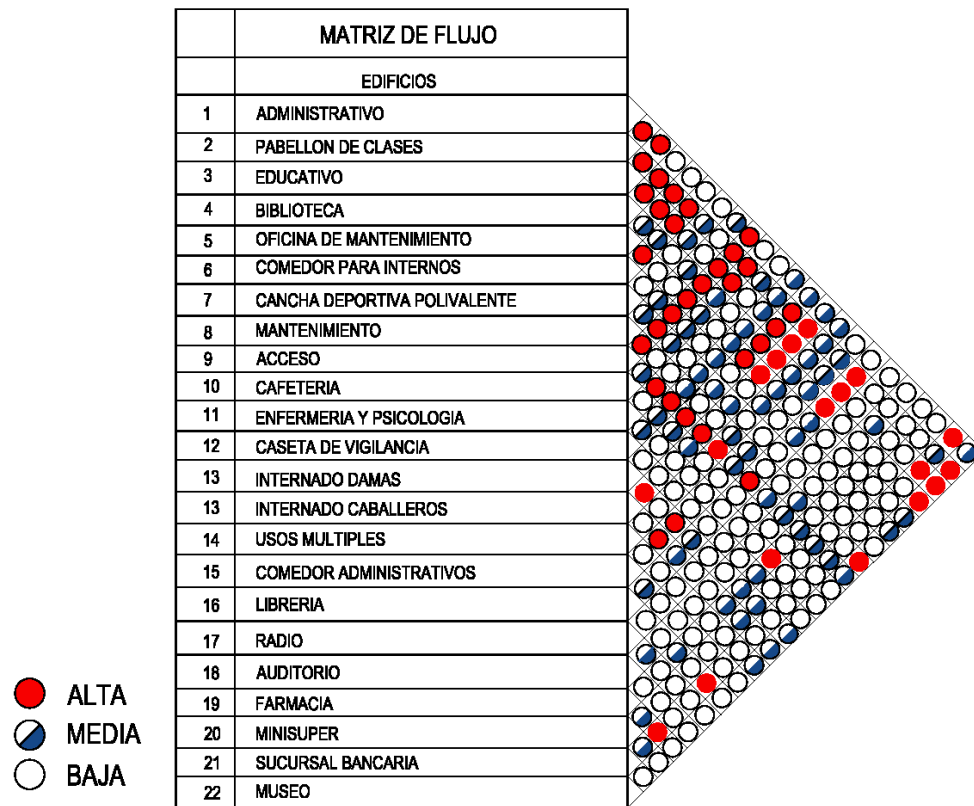 MATRIZ DE FLUJO
EDIFICIOS
1 ADMINISTRATIVO
2 PABELLON DE CLASES
3 EDUCATIVO
4 BIBLIOTECA
5 OFICINA DE MANTENIMIENTO
6 COMEDOR PARA INTERNOS
7 CANCHA DEPORTIVA POLIVALENTE
8 MANTENIMIENTO
9 ACCESO
10 CAFETERIA
11 ENFERMERIA Y PSICOLOGIA
12 CASETA DE VIGILANCIA
13 INTERNADO DAMAS
13 INTERNADO CABALLEROS
14 USOS MULTIPLES
15 COMEDOR ADMINISTRATIVOS
16 LIBRERIA
17 RADIO
18 AUDITORIO
19 FARMACIA
20 MINISUPER
21 SUCURSAL BANCARIA
22 MUSEO
ALTA
MEDIA
BAJA